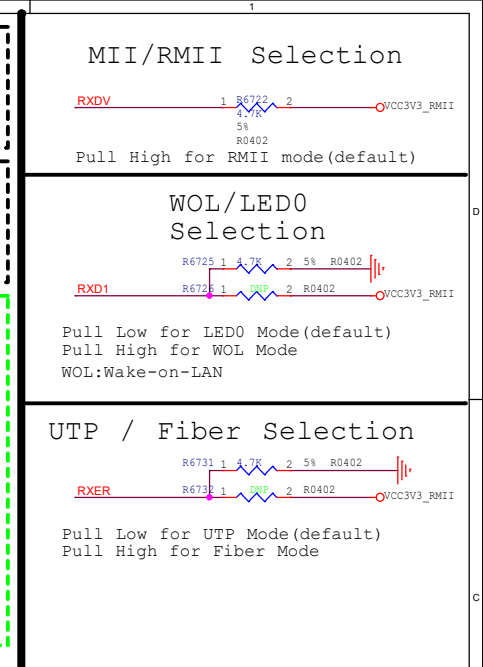 1
MII/RMII Selection
RXDV 1 R6722 2 VCC3V3_RMII
4.7K
5%
R0402
Pull High for RMII mode(default)
D
WOL/LED0
Selection
R6725 1 4.7K 2 5% R0402
RXD1 R6726 1 DNP 2 R0402 VCC3V3_RMII
Pull Low for LED0 Mode(default)
Pull High for WOL Mode
WOL:Wake-on-LAN
UTP / Fiber Selection
R6731 1 4.7K 2 5% R0402
RXER R6732 1 DNP 2 R0402 VCC3V3_RMII
Pull Low for UTP Mode(default)
Pull High for Fiber Mode
C